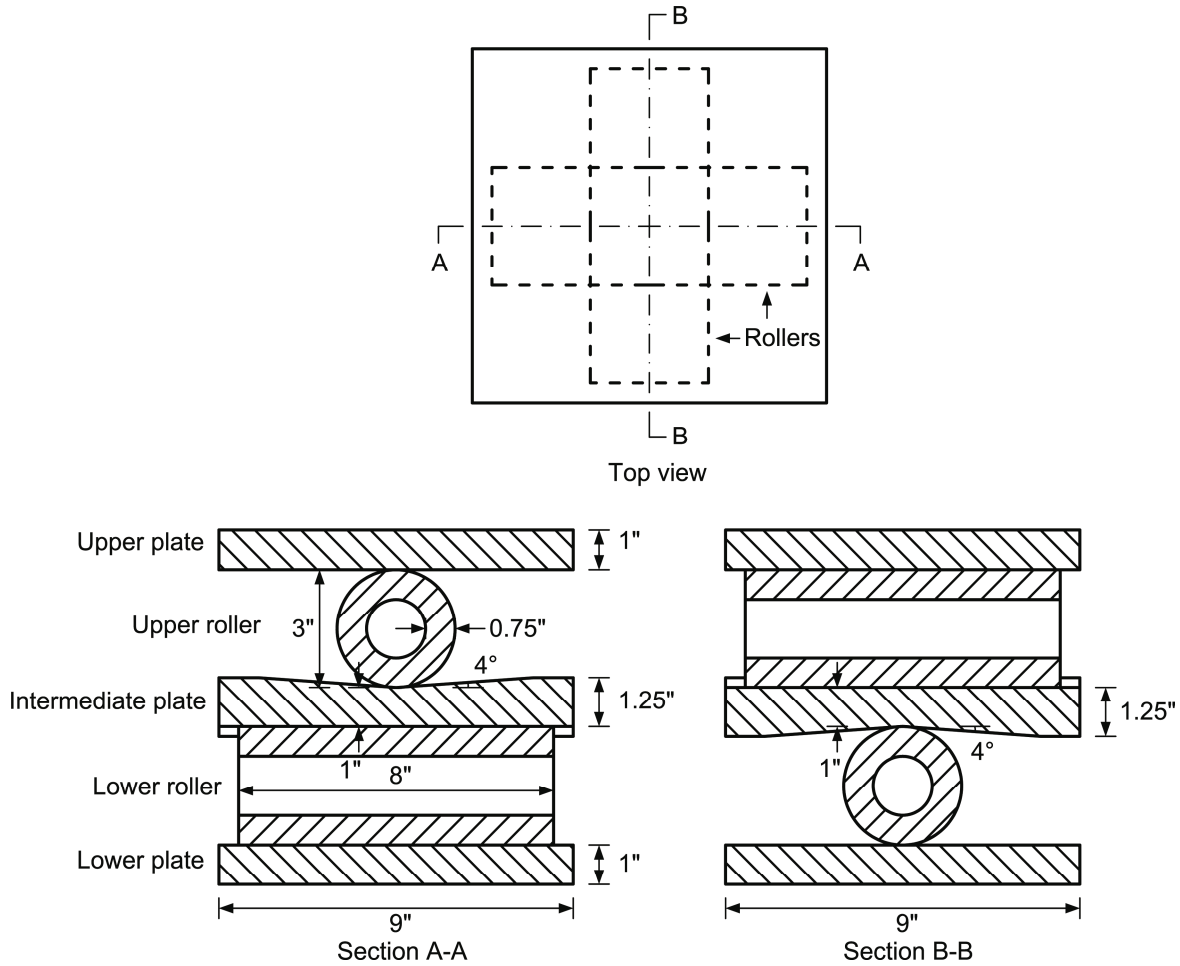 B
A
A
Rollers
B
Top view
Upper plate
1"
Upper roller
3"
0.75"
4°
Intermediate plate
1.25"
1.25"
1"
1"
4°
8"
Lower roller
Lower plate
1"
9"
9"
Section A-A
Section B-B